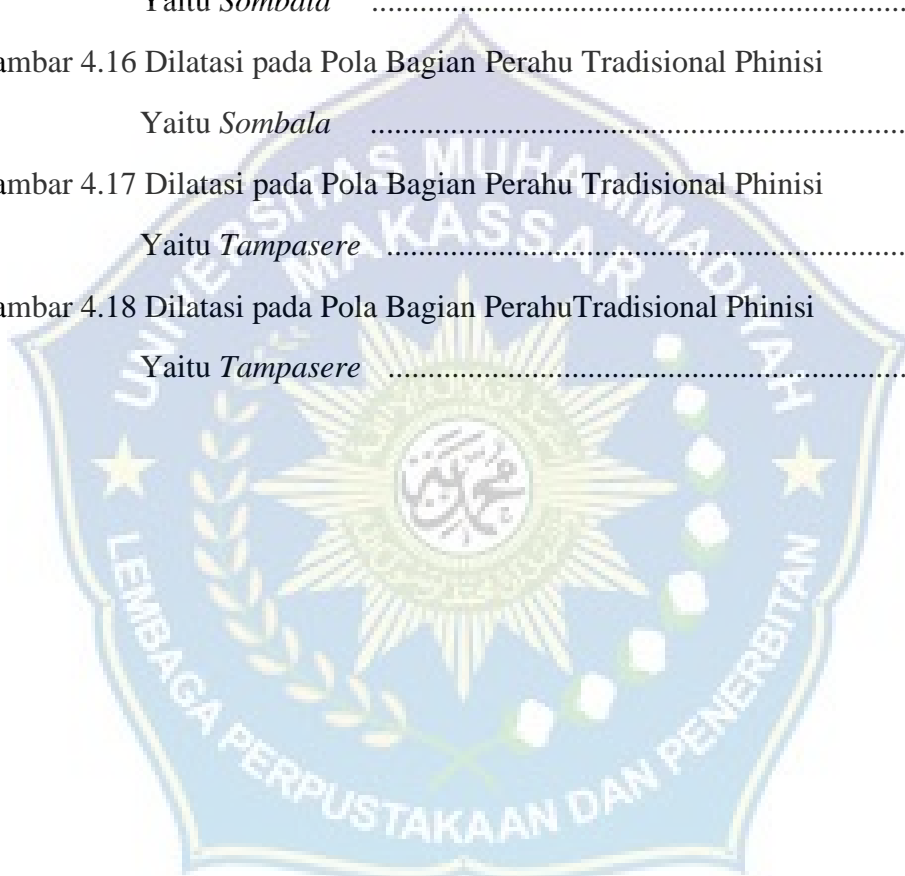 Yaitu Sombala ........................................................................
ambar 4.16 Dilatasi pada Pola Bagian Perahu Tradisional Phinisi
Yaitu Sombala ........................................................................
ambar 4.17 Dilatasi pada Pola Bagian Perahu Tradisional Phinisi
Yaitu Tampasere ......................................................................
ambar 4.18 Dilatasi pada Pola Bagian PerahuTradisional Phinisi
Yaitu Tampasere ......................................................................
UNIVERSITAS MUHAMMADIYAH
MAKASSAR
LEMBAGA PERPUSTAKAAN DAN PENERBITAN